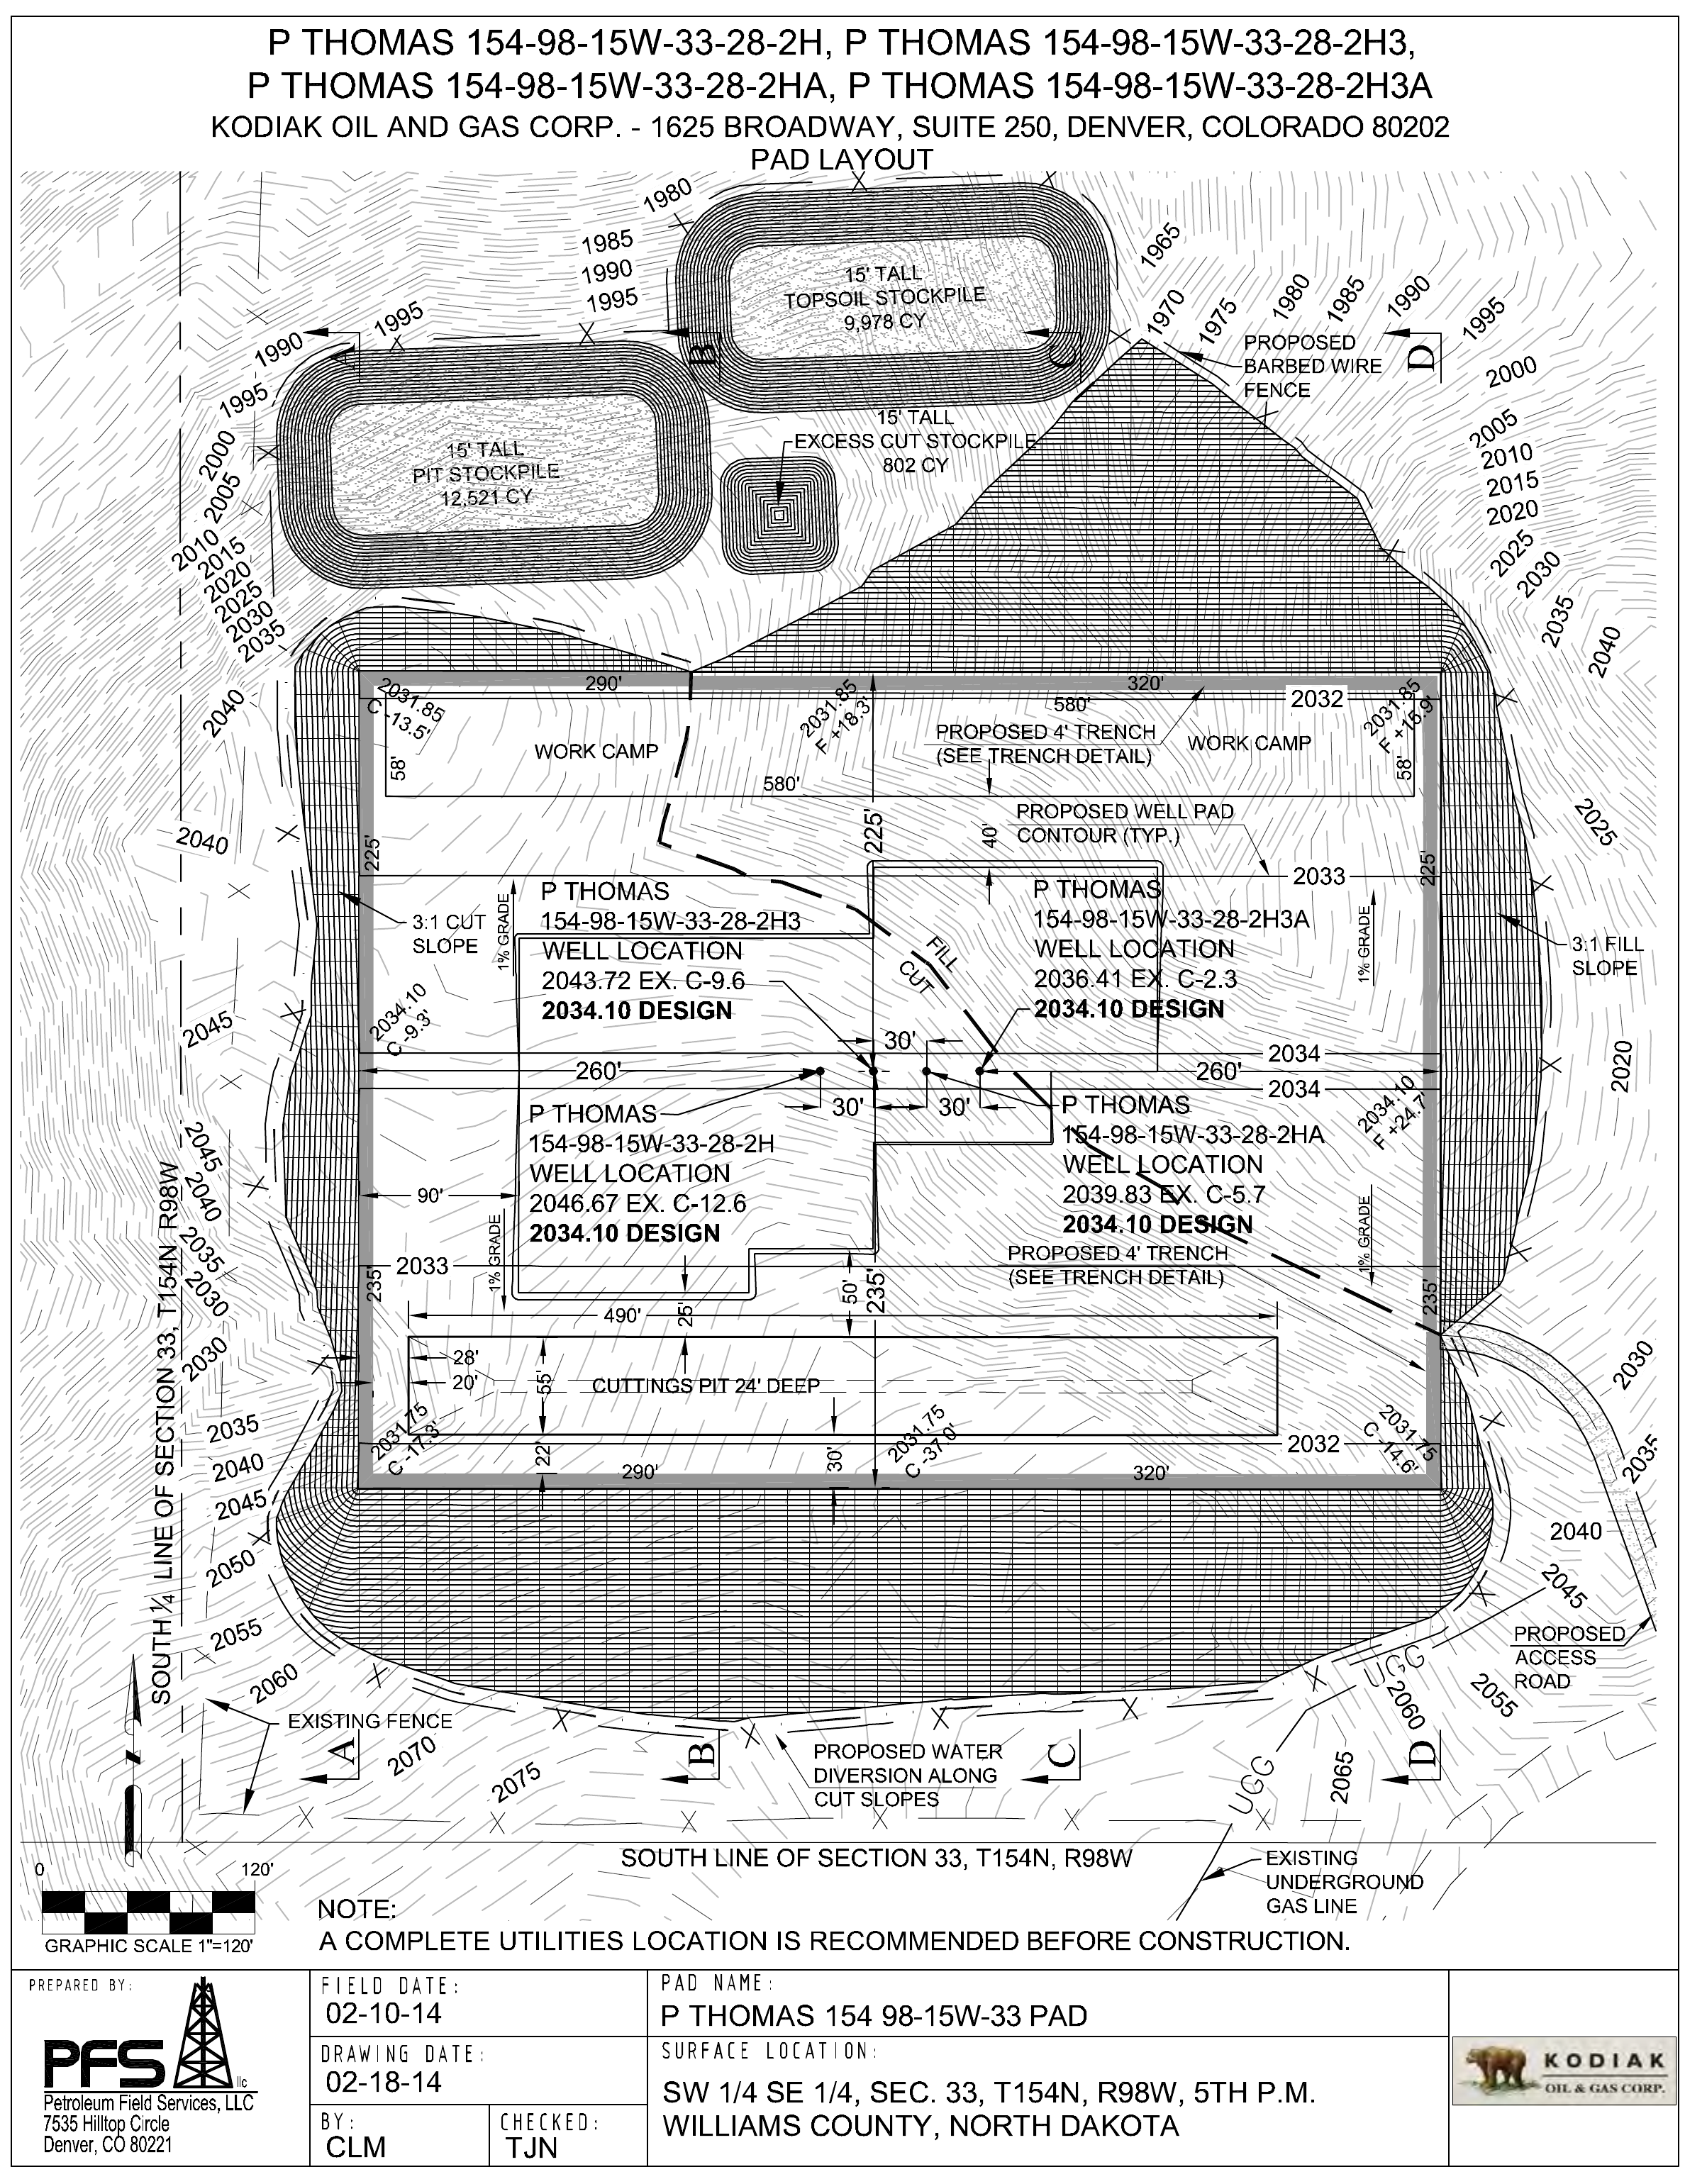 P THOMAS 154-98-15W-33-28-2H, P THOMAS 154-98-15W-33-28-2H3,
P THOMAS 154-98-15W-33-28-2HA, P THOMAS 154-98-15W-33-28-2H3A
KODIAK OIL AND GAS CORP. - 1625 BROADWAY, SUITE 250, DENVER, COLORADO 80202
PAD LAYOUT
1980
1985
1990
1995
15' TALL
TOPSOIL STOCKPILE
9,978 CY
1965
1970
1975
1980
1985
1990
1995
2000
2005
2010
2015
2020
2025
2030
2035
2040
1990
1995
A
B
C
D
PROPOSED
BARBED WIRE
FENCE
1995
2000
2005
2010
2015
2020
2025
2030
2035
2040
15' TALL
PIT STOCKPILE
12,521 CY
15' TALL
EXCESS CUT STOCKPILE
802 CY
2031.85
C -13.5'
290'
2031.85
F +18.3'
320'
580'
2032
2031.85
F +15.9'
58'
WORK CAMP
PROPOSED 4' TRENCH
(SEE TRENCH DETAIL)
WORK CAMP
58'
580'
225'
225'
40'
PROPOSED WELL PAD
CONTOUR (TYP.)
225'
2025
2040
2033
3:1 CUT
SLOPE
1% GRADE
P THOMAS
154-98-15W-33-28-2H3
WELL LOCATION
2043.72 EX. C-9.6
2034.10 DESIGN
FILL
CUT
P THOMAS
154-98-15W-33-28-2H3A
WELL LOCATION
2036.41 EX. C-2.3
2034.10 DESIGN
1% GRADE
3:1 FILL
SLOPE
2045
2034.10
C -9.3'
30'
2034
260'
260'
2034
2020
30'
30'
2034.10
F +24.7'
P THOMAS
154-98-15W-33-28-2H
WELL LOCATION
2046.67 EX. C-12.6
2034.10 DESIGN
P THOMAS
154-98-15W-33-28-2HA
WELL LOCATION
2039.83 EX. C-5.7
2034.10 DESIGN
90'
1% GRADE
1% GRADE
PROPOSED 4' TRENCH
(SEE TRENCH DETAIL)
2045
2040
2035
2030
2030
SOUTH ¼ LINE OF SECTION 33, T154N, R98W
2033
235'
25'
50'
235'
235'
490'
28'
20'
55'
CUTTINGS PIT 24' DEEP
2030
2035
2031.75
C -17.3'
22'
290'
30'
2031.75
C -37.0'
320'
2032
2031.75
C -14.6'
2035
2040
2045
2050
2055
2060
2070
2075
2040
2045
PROPOSED
ACCESS
ROAD
UGG
2060
2055
EXISTING FENCE
A
B
C
D
PROPOSED WATER
DIVERSION ALONG
CUT SLOPES
UGG
2065
SOUTH LINE OF SECTION 33, T154N, R98W
EXISTING
UNDERGROUND
GAS LINE
0
120'
GRAPHIC SCALE 1"=120'
NOTE:
A COMPLETE UTILITIES LOCATION IS RECOMMENDED BEFORE CONSTRUCTION.
PREPARED BY:
PFS
llc
Petroleum Field Services, LLC
7535 Hilltop Circle
Denver, CO 80221
FIELD DATE:
02-10-14
DRAWING DATE:
02-18-14
BY:
CLM
CHECKED:
TJN
PAD NAME:
P THOMAS 154 98-15W-33 PAD
SURFACE LOCATION:
SW 1/4 SE 1/4, SEC. 33, T154N, R98W, 5TH P.M.
WILLIAMS COUNTY, NORTH DAKOTA
KODIAK
OIL & GAS CORP.